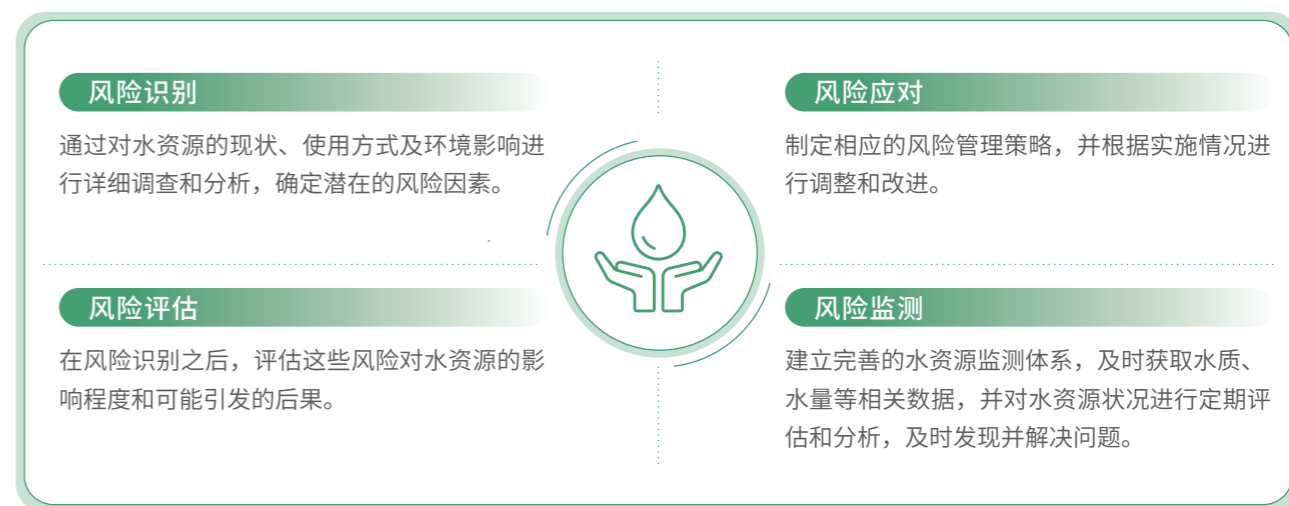 风险识别
通过对水资源的现状、使用方式及环境影响进
行详细调查和分析，确定潜在的风险因素。
风险评估
在风险识别之后，评估这些风险对水资源的影
响程度和可能引发的后果。
风险应对
制定相应的风险管理策略，并根据实施情况进
行调整和改进。
风险监测
建立完善的水资源监测体系，及时获取水质、
水量等相关数据，并对水资源状况进行定期评
估和分析，及时发现并解决问题。